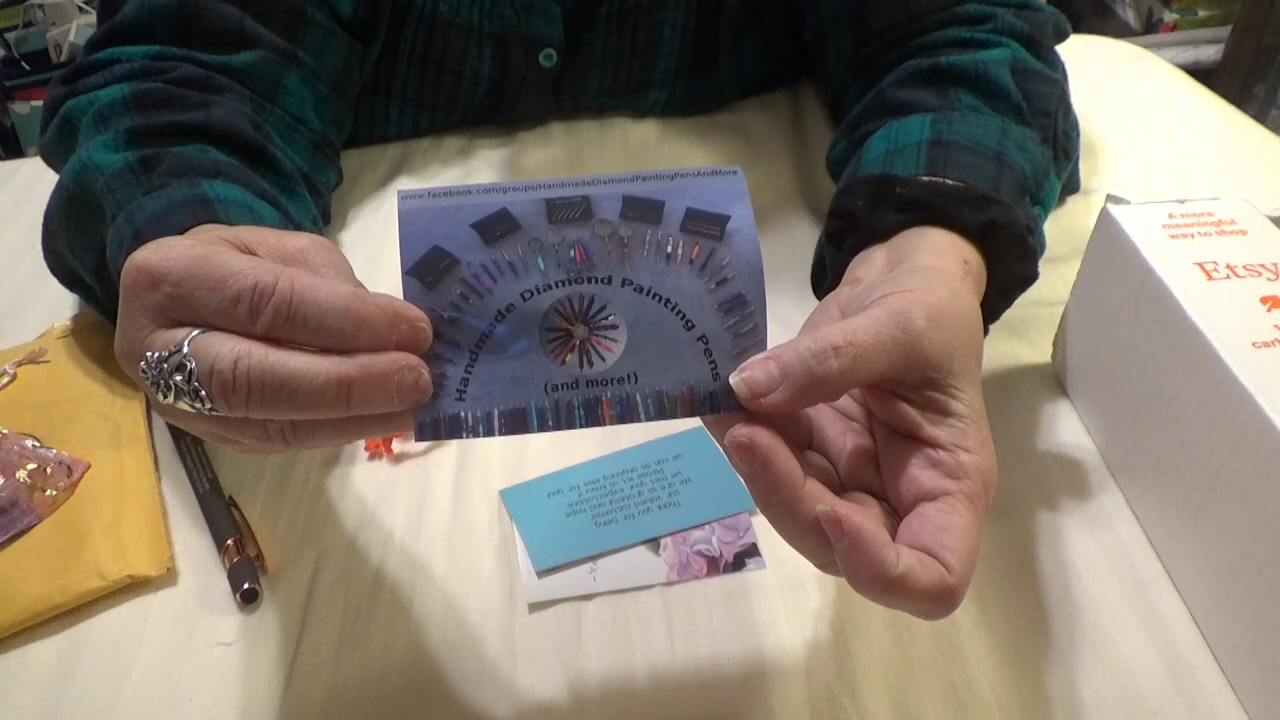 www.facebook.com/groups/HandmadeDiamondPaintingPensAndMore
Handmade Diamond Painting Pens
(and more!)
A more
meaningful
way to shop
Etsy
carb
Thank you for being
our valued customer
We are so grateful and hope
we met your expectations
Please let us know if
we can do anything else for you